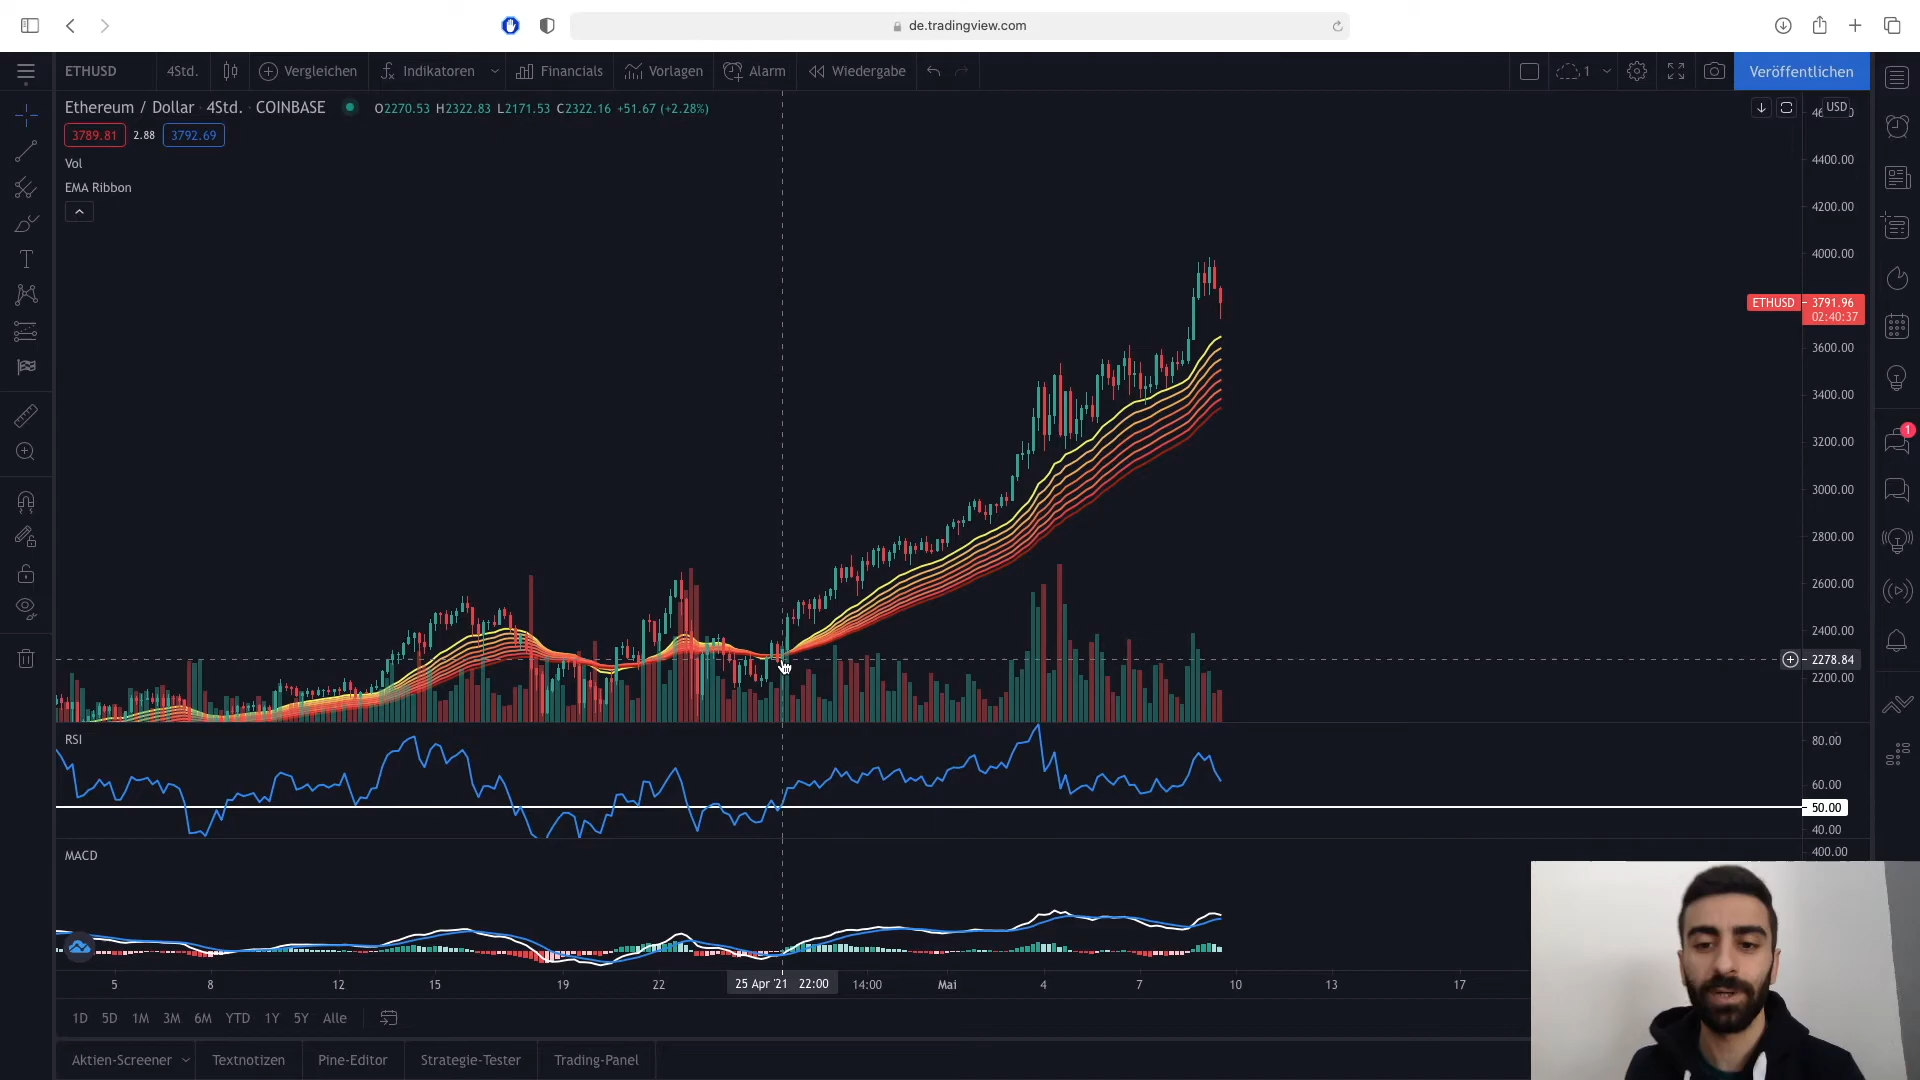 de.tradingview.com
ETHUSD 4Std. Vergleichen Indikatoren Financials Vorlagen Alarm Wiedergabe 1 Veröffentlichen
Ethereum / Dollar · 4Std. · COINBASE O2270.53 H2322.83 L2171.53 C2322.16 +51.67 (+2.28%)
USD
3789.81 2.88 3792.69
Vol
EMA Ribbon
4400.00
4200.00
4000.00
ETHUSD 3791.96
02:40:37
3600.00
3400.00
3200.00
1
3000.00
2800.00
2600.00
2400.00
2278.84
2200.00
RSI
80.00
60.00
50.00
40.00
MACD
400.00
5 8 12 15 19 22 25 Apr '21 22:00 14:00 Mai 4 7 10 13 17
1D 5D 1M 3M 6M YTD 1Y 5Y Alle
Aktien-Screener Textnotizen Pine-Editor Strategie-Tester Trading-Panel